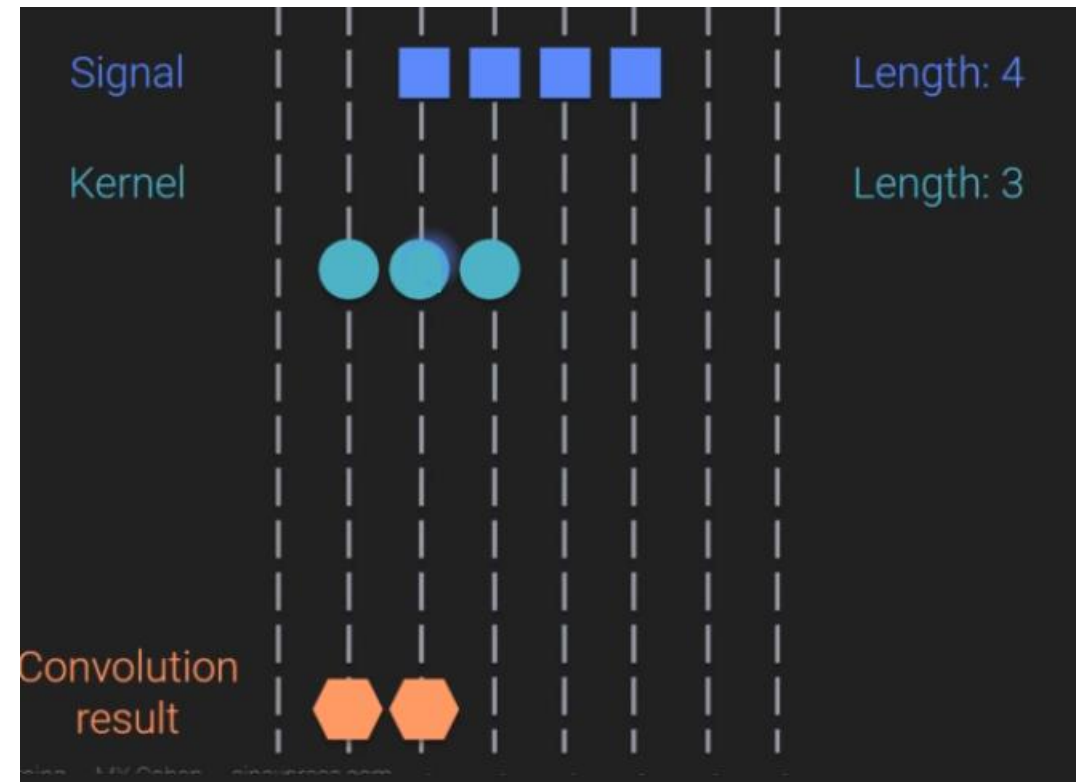 Signal
Length: 4
Kernel
Length: 3
Convolution
result